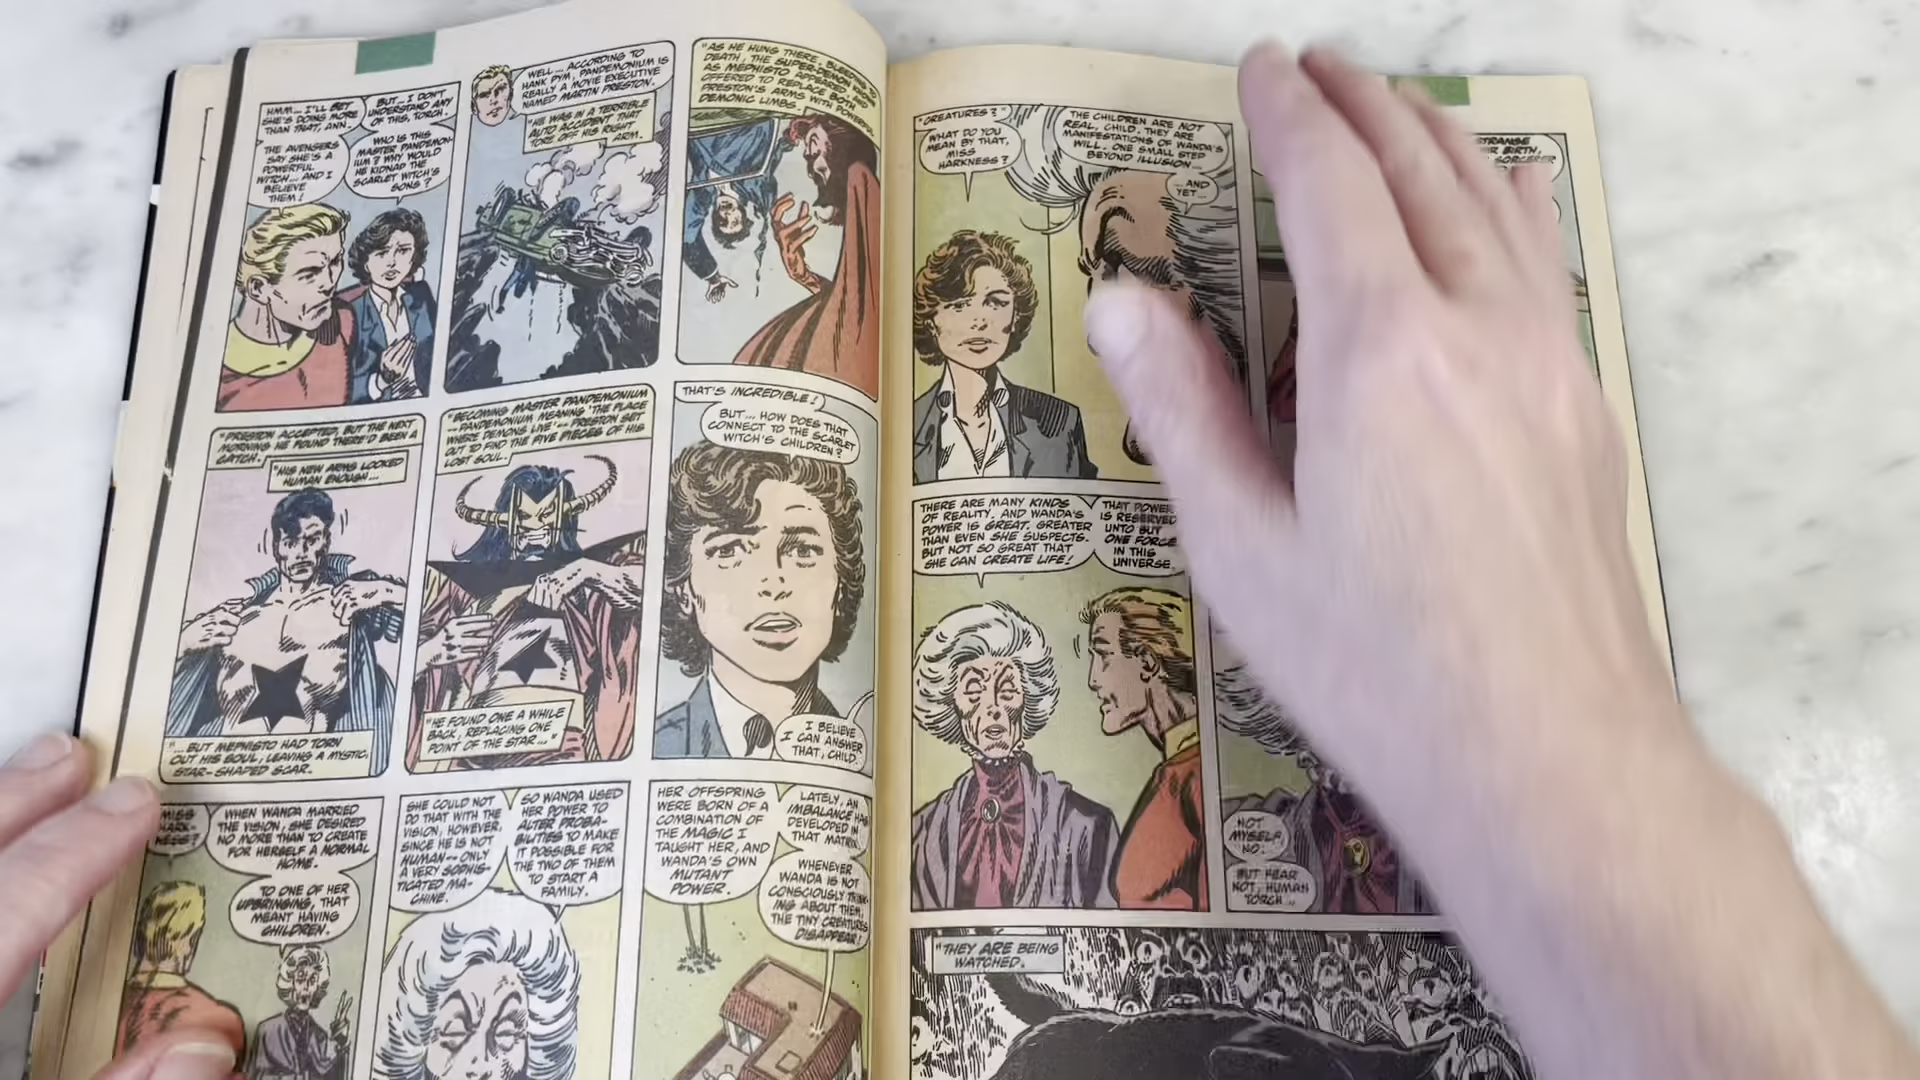 HMM... I'LL BET
SHE'S DOING MORE
THAN THAT, ANN.
THE AVENGERS
SAY SHE'S A
POWERFUL
WITCH... AND I
BELIEVE
THEM!
BUT... I DON'T
UNDERSTAND ANY
OF THIS, TORCH.
WHO IS THIS
MASTER PANDEMON-
IUM? WHY WOULD
HE KIDNAP THE
SCARLET WITCH'S
SONS?
WELL... ACCORDING TO
HANK PYM, PANDEMONIUM IS
REALLY A MOVIE EXECUTIVE
NAMED MARTIN PRESTON.
"HE WAS IN A TERRIBLE
AUTO ACCIDENT THAT
TORE OFF HIS RIGHT
ARM.
"AS HE HUNG THERE, BLEEDING TO
DEATH, THE SUPER-DEMON KNOWN
AS MEPHISTO APPEARED, AND
OFFERED TO REPLACE BOTH
PRESTON'S ARMS WITH POWERFUL
DEMONIC LIMBS.
"PRESTON ACCEPTED, BUT THE NEXT
MORNING HE FOUND THERE'D BEEN A
CATCH.
"HIS NEW ARMS LOOKED
HUMAN ENOUGH...
"...BUT MEPHISTO HAD TORN
OUT HIS SOUL, LEAVING A MYSTIC,
STAR-SHAPED SCAR.
"BECOMING MASTER PANDEMONIUM
--PANDEMONIUM MEANING 'THE PLACE
WHERE DEMONS LIVE'-- PRESTON SET
OUT TO FIND THE FIVE PIECES OF HIS
LOST SOUL.
"HE FOUND ONE A WHILE
BACK, REPLACING ONE
POINT OF THE STAR..."
THAT'S INCREDIBLE!
BUT... HOW DOES THAT
CONNECT TO THE SCARLET
WITCH'S CHILDREN?
I BELIEVE
I CAN ANSWER
THAT, CHILD.
MISS
HARK-
NESS?
WHEN WANDA MARRIED
THE VISION, SHE DESIRED
NO MORE THAN TO CREATE
FOR HERSELF A NORMAL
HOME.
TO ONE OF HER
UPBRINGING, THAT
MEANT HAVING
CHILDREN.
SHE COULD NOT
DO THAT WITH THE
VISION, HOWEVER,
SINCE HE IS NOT
HUMAN--ONLY
A VERY SOPHIS-
TICATED MA-
CHINE.
SO WANDA USED
HER POWER TO
ALTER PROBA-
BILITIES TO MAKE
IT POSSIBLE FOR
THE TWO OF THEM
TO START A
FAMILY.
HER OFFSPRING
WERE BORN OF A
COMBINATION OF
THE MAGIC I
TAUGHT HER, AND
WANDA'S OWN
MUTANT
POWER.
LATELY, AN
IMBALANCE HAS
DEVELOPED IN
THAT MATRIX.
WHENEVER
WANDA IS NOT
CONSCIOUSLY THINK-
ING ABOUT THEM,
THE TINY CREATURES
DISAPPEAR!
"CREATURES?"
WHAT DO YOU
MEAN BY THAT,
MISS
HARKNESS?
THE CHILDREN ARE NOT
REAL, CHILD. THEY ARE
MANIFESTATIONS OF WANDA'S
WILL. ONE SMALL STEP
BEYOND ILLUSION...
...AND
YET...
STRANGE
BIRTH,
SORCERER
THERE ARE MANY KINDS
OF REALITY. AND WANDA'S
POWER IS GREAT. GREATER
THAN EVEN SHE SUSPECTS.
BUT NOT SO GREAT THAT
SHE CAN CREATE LIFE!
THAT POWER
IS RESERVED
UNTO BUT
ONE FORCE
IN THIS
UNIVERSE.
NOT
MYSELF,
NO.
BUT FEAR
NOT, HUMAN
TORCH...
"THEY ARE BEING
WATCHED.